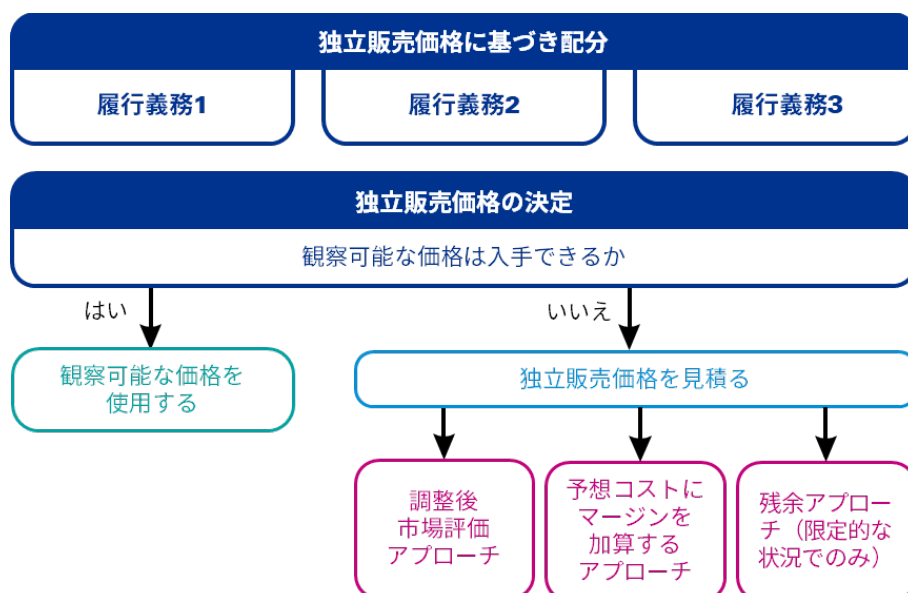 独立販売価格に基づき配分
履行義務1
履行義務2
履行義務3
独立販売価格の決定
観察可能な価格は入手できるか
はい
いいえ
観察可能な価格を
使用する
独立販売価格を見積る
調整後
市場評価
アプローチ
予想コストに
マージンを
加算する
アプローチ
残余アプロー
チ（限定的な
状況でのみ）